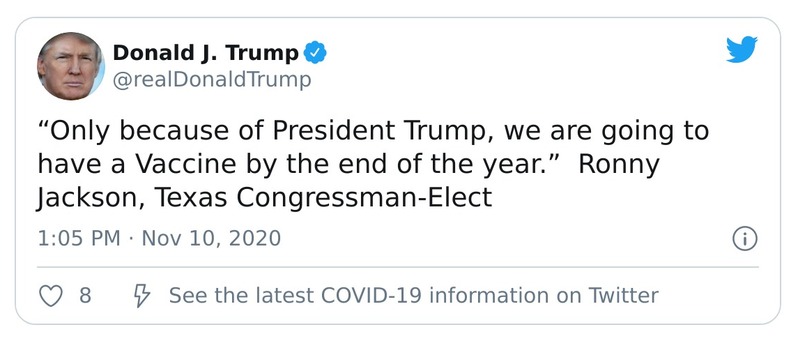 Donald J. Trump
@realDonaldTrump
“Only because of President Trump, we are going to
have a Vaccine by the end of the year.”  Ronny
Jackson, Texas Congressman-Elect
1:05 PM · Nov 10, 2020
8 See the latest COVID-19 information on Twitter